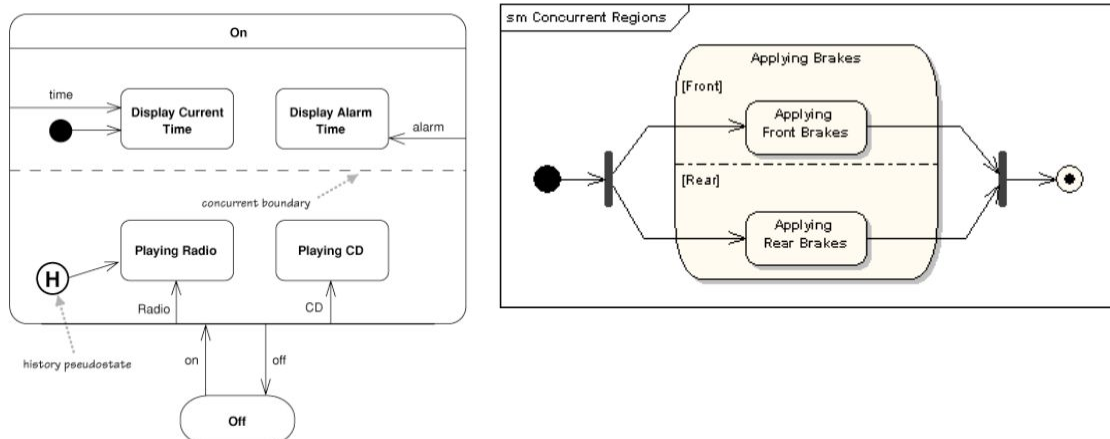 On
time
Display Current
Time
Display Alarm
Time
alarm
concurrent boundary
Playing Radio
Playing CD
H
Radio
CD
history pseudostate
on
off
Off
sm Concurrent Regions
Applying Brakes
[Front]
Applying
Front Brakes
[Rear]
Applying
Rear Brakes